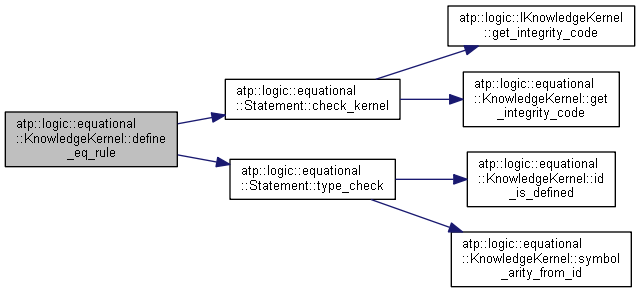 atp::logic::equational
::KnowledgeKernel::define
_eq_rule
atp::logic::equational
::Statement::check_kernel
atp::logic::IKnowledgeKernel
::get_integrity_code
atp::logic::equational
::KnowledgeKernel::get
_integrity_code
atp::logic::equational
::Statement::type_check
atp::logic::equational
::KnowledgeKernel::id
_is_defined
atp::logic::equational
::KnowledgeKernel::symbol
_arity_from_id